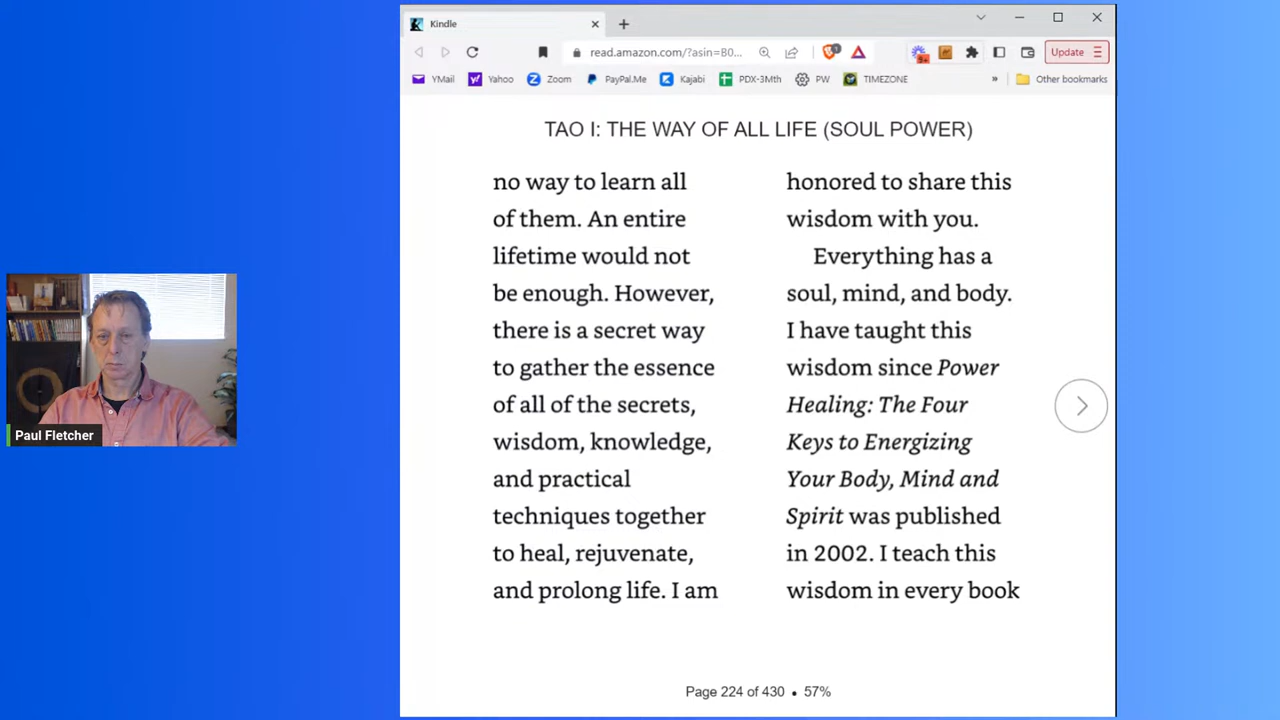 Kindle
read.amazon.com/?asin=B0...
Update
YMail
Yahoo
Zoom
PayPal.Me
Kajabi
PDX-3Mth
PW
TIMEZONE
»
Other bookmarks
TAO I: THE WAY OF ALL LIFE (SOUL POWER)
no way to learn all
of them. An entire
lifetime would not
be enough. However,
there is a secret way
to gather the essence
of all of the secrets,
wisdom, knowledge,
and practical
techniques together
to heal, rejuvenate,
and prolong life. I am
honored to share this
wisdom with you.
Everything has a
soul, mind, and body.
I have taught this
wisdom since Power
Healing: The Four
Keys to Energizing
Your Body, Mind and
Spirit was published
in 2002. I teach this
wisdom in every book
Page 224 of 430 • 57%
Paul Fletcher